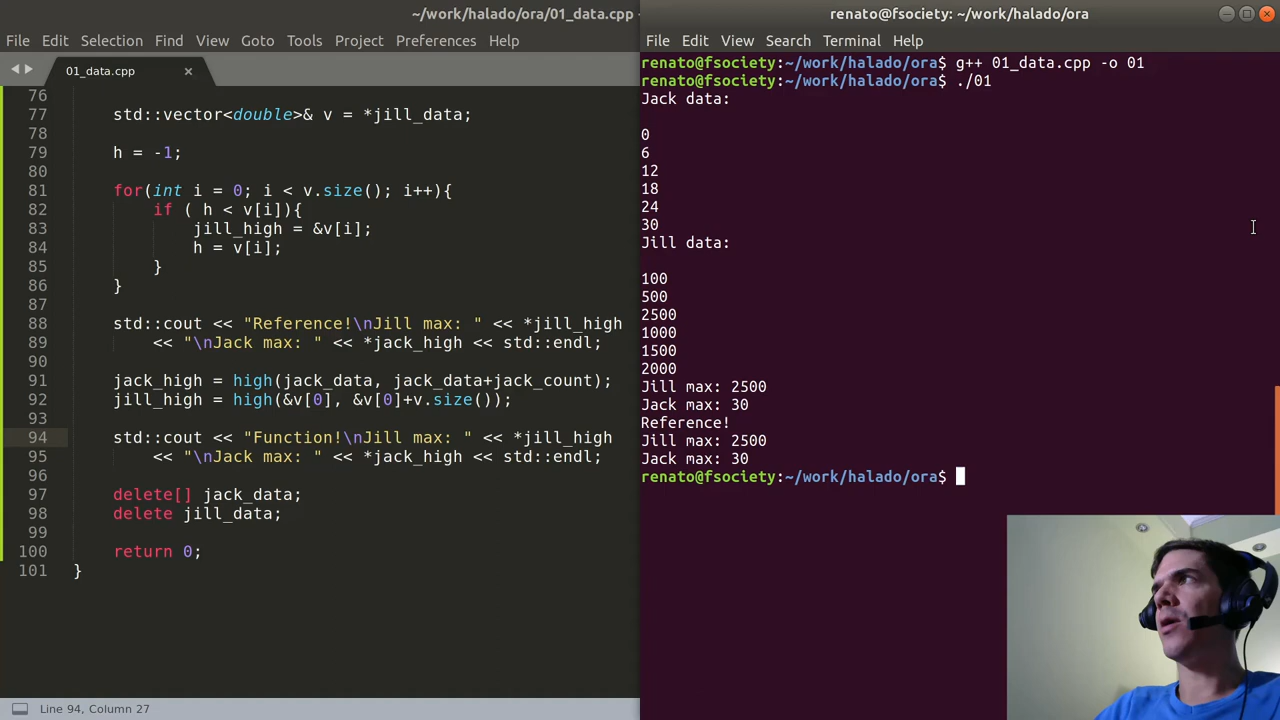 ~/work/halado/ora/01_data.cpp -
File Edit Selection Find View Goto Tools Project Preferences Help
01_data.cpp ×
76
77 std::vector<double>& v = *jill_data;
78
79 h = -1;
80
81 for(int i = 0; i < v.size(); i++){
82 if ( h < v[i]){
83 jill_high = &v[i];
84 h = v[i];
85 }
86 }
87
88 std::cout << "Reference!\nJill max: " << *jill_high
89 << "\nJack max: " << *jack_high << std::endl;
90
91 jack_high = high(jack_data, jack_data+jack_count);
92 jill_high = high(&v[0], &v[0]+v.size());
93
94 std::cout << "Function!\nJill max: " << *jill_high
95 << "\nJack max: " << *jack_high << std::endl;
96
97 delete[] jack_data;
98 delete jill_data;
99
100 return 0;
101 }
Line 94, Column 27
renato@fsociety: ~/work/halado/ora
File Edit View Search Terminal Help
renato@fsociety:~/work/halado/ora$ g++ 01_data.cpp -o 01
renato@fsociety:~/work/halado/ora$ ./01
Jack data:
0
6
12
18
24
30
Jill data:
100
500
2500
1000
1500
2000
Jill max: 2500
Jack max: 30
Reference!
Jill max: 2500
Jack max: 30
renato@fsociety:~/work/halado/ora$